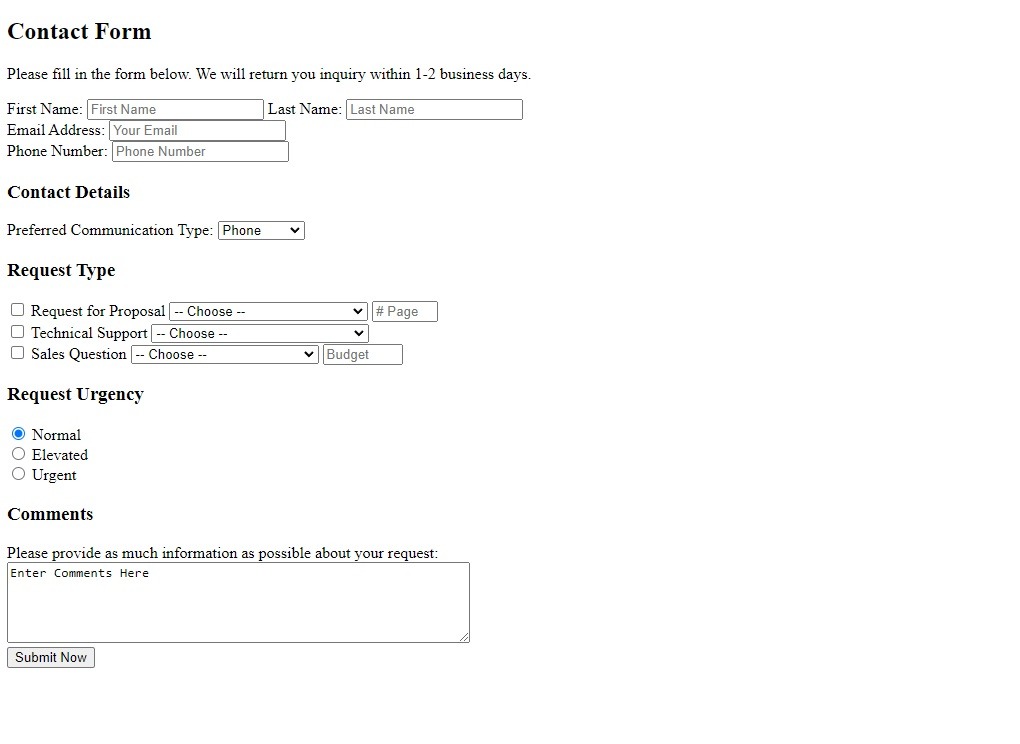 Contact Form
Please fill in the form below. We will return you inquiry within 1-2 business days.
First Name: First Name Last Name: Last Name
Email Address: Your Email
Phone Number: Phone Number
Contact Details
Preferred Communication Type: Phone
Request Type
Request for Proposal -- Choose -- # Page
Technical Support -- Choose --
Sales Question -- Choose -- Budget
Request Urgency
Normal
Elevated
Urgent
Comments
Please provide as much information as possible about your request:
Enter Comments Here
Submit Now